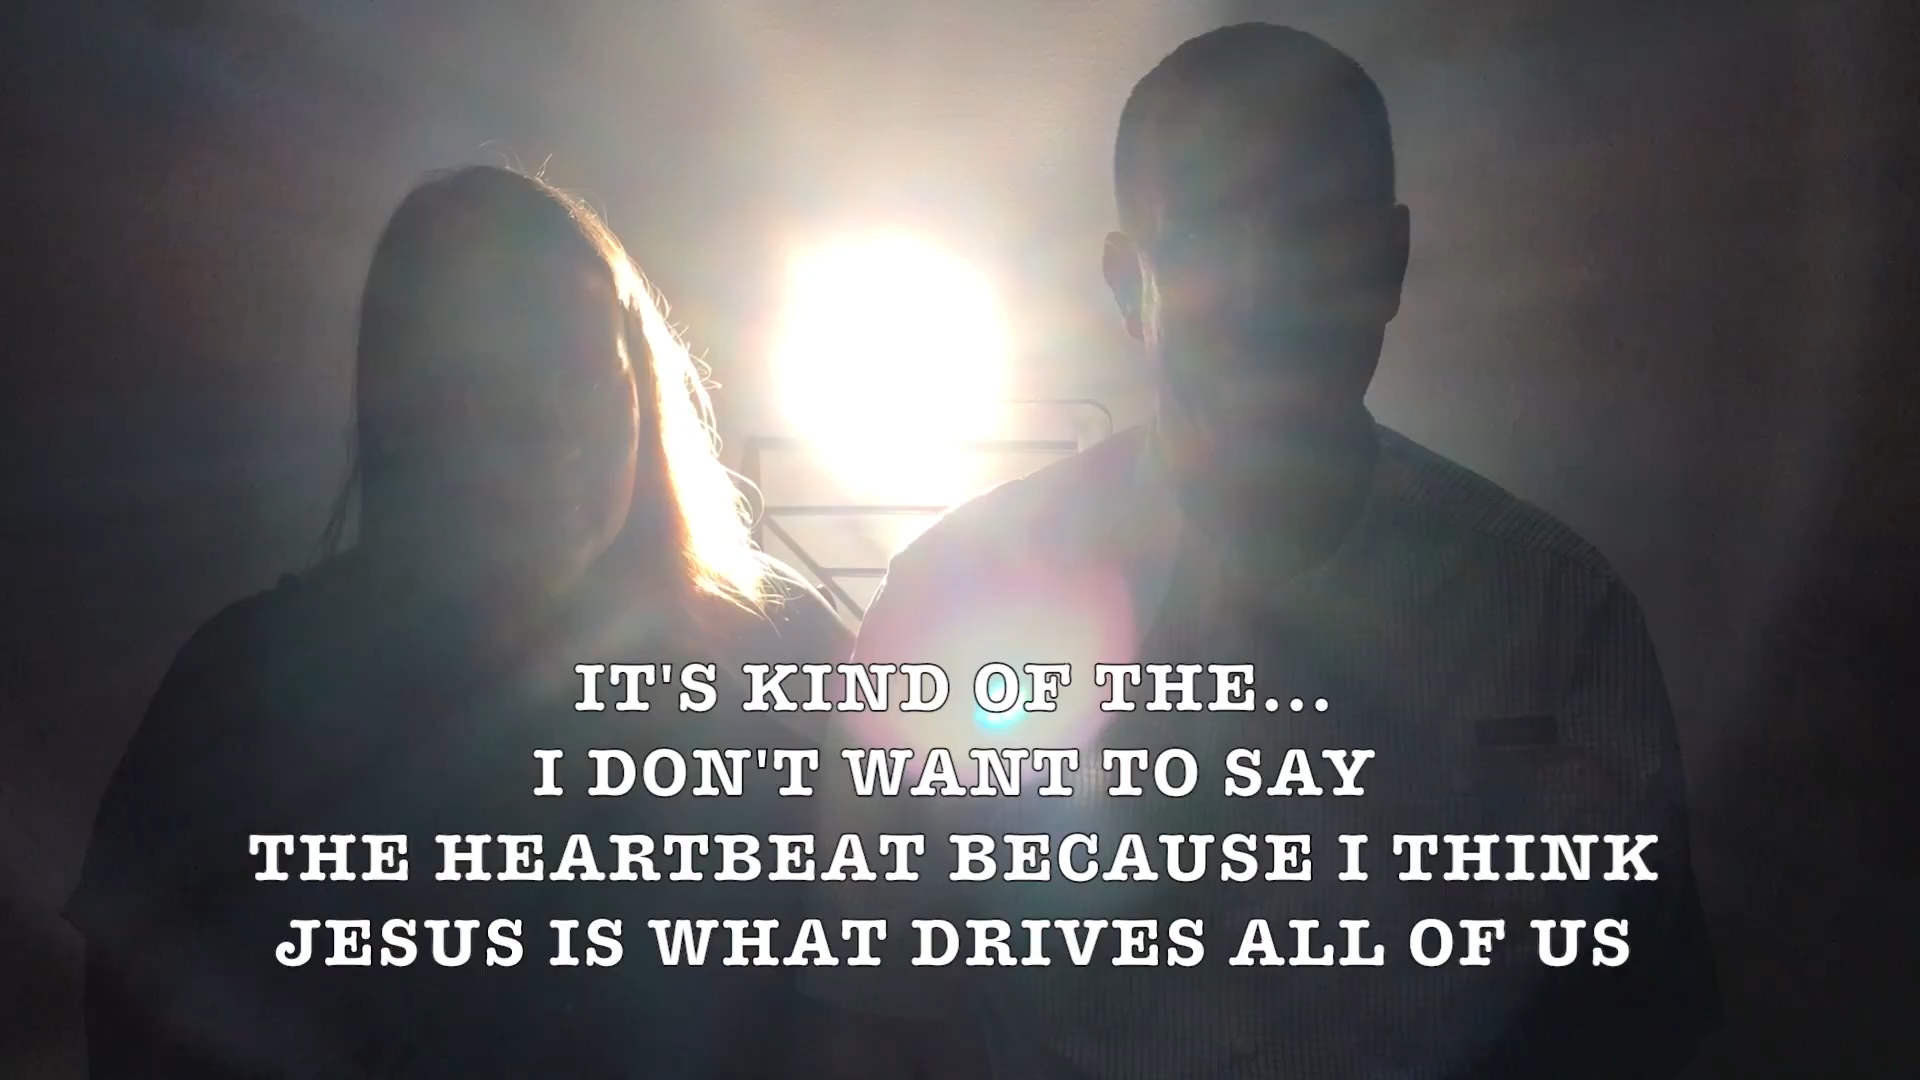 IT'S KIND OF THE...
I DON'T WANT TO SAY
THE HEARTBEAT BECAUSE I THINK
JESUS IS WHAT DRIVES ALL OF US